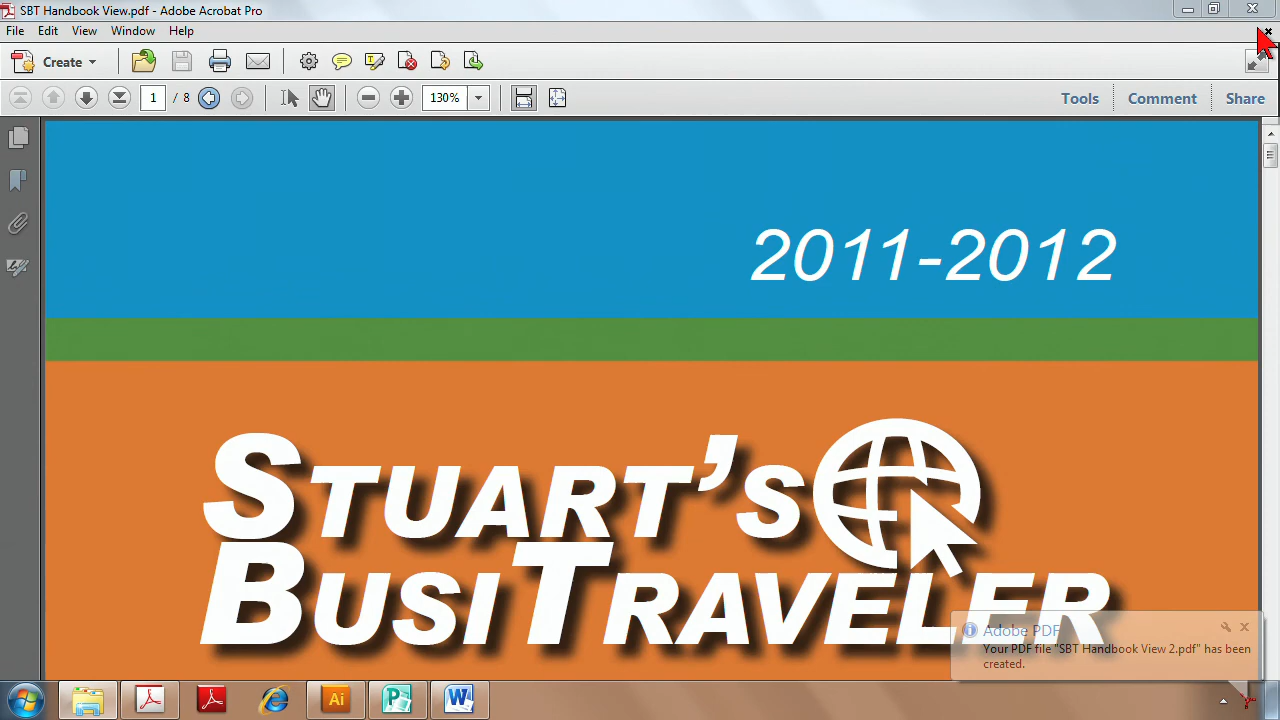 SBT Handbook View.pdf - Adobe Acrobat Pro
File Edit View Window Help
Create
1 / 8 130% Tools Comment Share
2011-2012
STUART'S
BUSITRAVELER
Adobe PDF
Your PDF file "SBT Handbook View 2.pdf" has been
created.
Ai P W